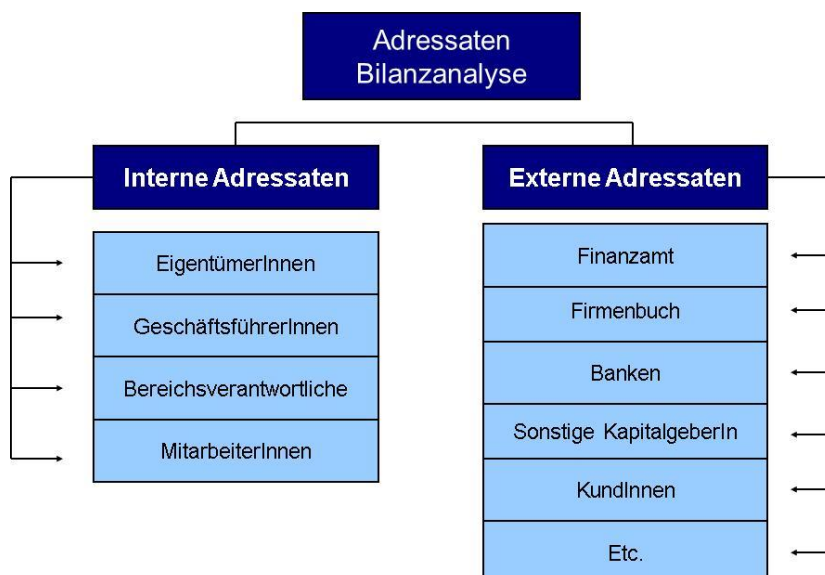 Adressaten
Bilanzanalyse
Interne Adressaten
EigentümerInnen
GeschäftsführerInnen
Bereichsverantwortliche
MitarbeiterInnen
Externe Adressaten
Finanzamt
Firmenbuch
Banken
Sonstige KapitalgeberIn
KundInnen
Etc.